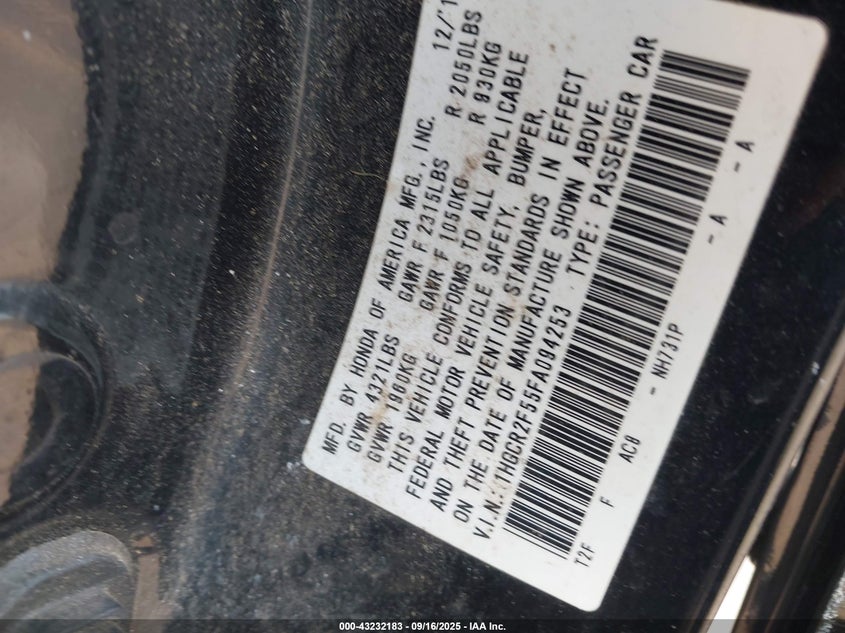 MFD. BY HONDA OF AMERICA MFG., INC. 12/'1
GVWR 4321LBS GAWR F 2315LBS R 2050LBS
GVWR 1960KG GAWR F 1050KG R 930KG
THIS VEHICLE CONFORMS TO ALL APPLICABLE
FEDERAL MOTOR VEHICLE SAFETY, BUMPER,
AND THEFT PREVENTION STANDARDS IN EFFECT
ON THE DATE OF MANUFACTURE SHOWN ABOVE.
V.I.N.: 1HGCR2F55FA094253 TYPE: PASSENGER CAR
T2F F AC8 - NH731P - A - A
000-43232183 - 09/16/2025 - IAA Inc.